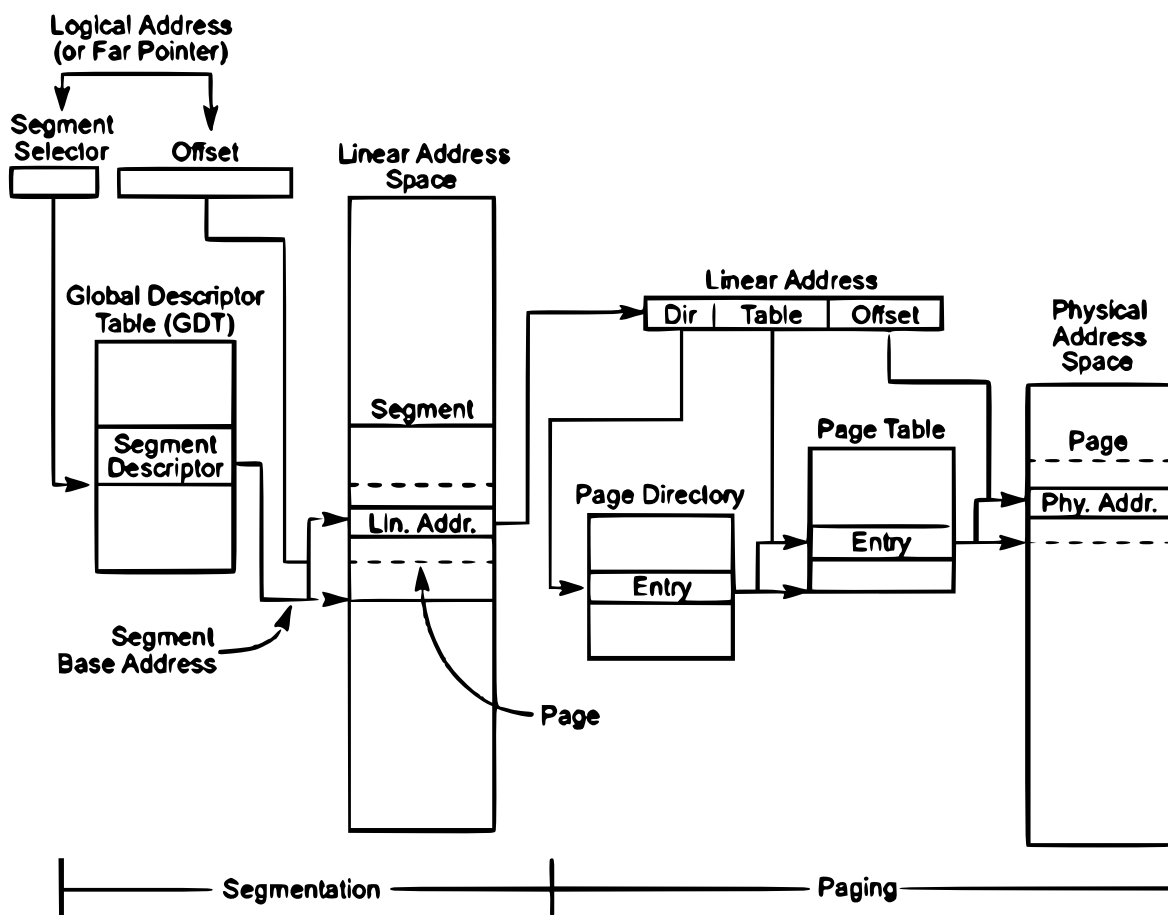 Logical Address
(or Far Pointer)
Segment
Selector
Offset
Linear Address
Space
Global Descriptor
Table (GDT)
Segment
Descriptor
Segment
Lin. Addr.
Segment
Base Address
Page
Linear Address
Dir
Table
Offset
Page Directory
Entry
Page Table
Entry
Physical
Address
Space
Page
Phy. Addr.
Segmentation
Paging